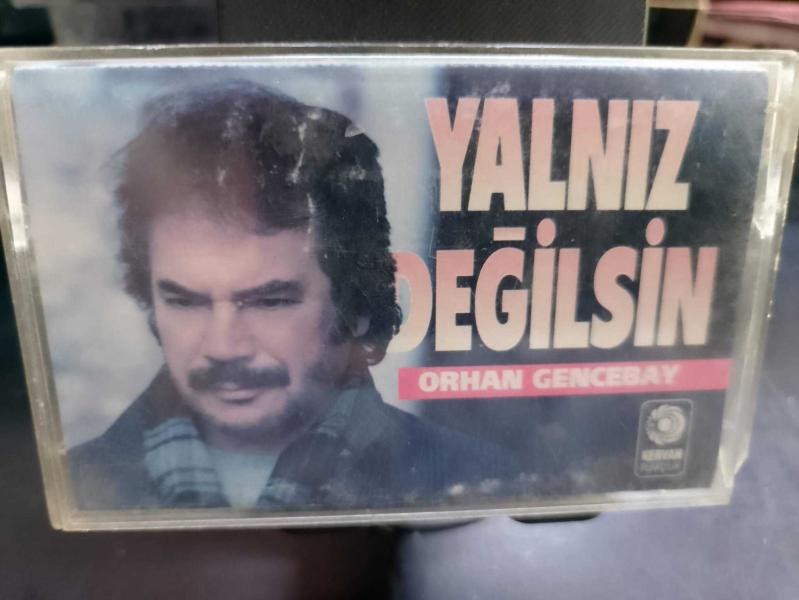 YALNIZ
DEĞİLSİN
ORHAN GENCEBAY
KERVAN